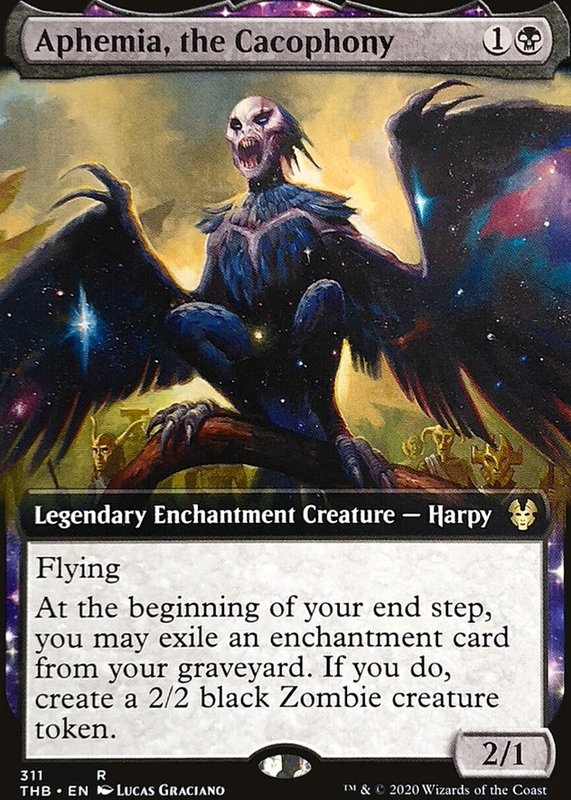 Aphemia, the Cacophony 1
Legendary Enchantment Creature — Harpy
Flying
At the beginning of your end step,
you may exile an enchantment card
from your graveyard. If you do,
create a 2/2 black Zombie creature
token.
2/1
311 R
THB • EN Lucas Graciano
™ & © 2020 Wizards of the Coast